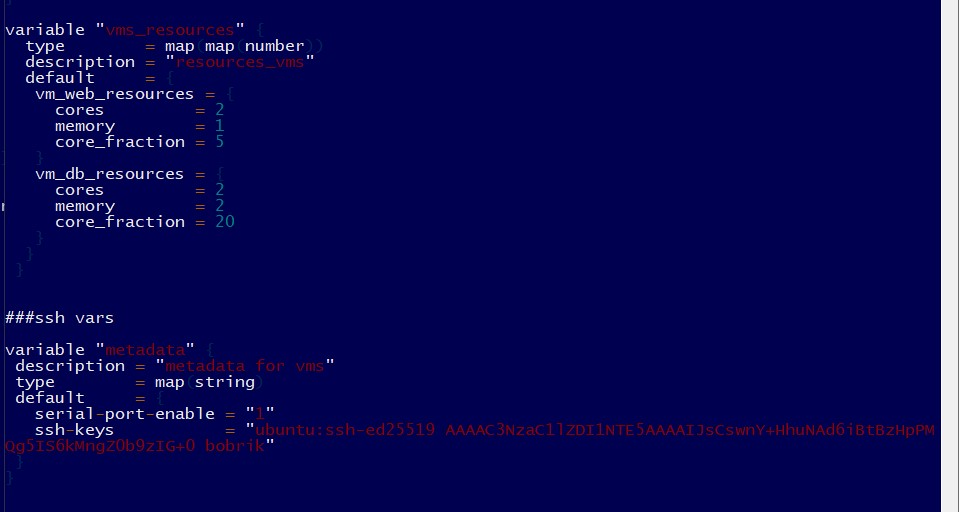 }
variable "vms_resources" {
  type        = map(map(number))
  description = "resources_vms"
  default     = {
   vm_web_resources = {
     cores         = 2
     memory        = 1
     core_fraction = 5
   }
   vm_db_resources = {
     cores         = 2
     memory        = 2
     core_fraction = 20
   }
  }
 }
###ssh vars
variable "metadata" {
 description = "metadata for vms"
 type        = map(string)
 default     = {
   serial-port-enable = "1"
   ssh-keys           = "ubuntu:ssh-ed25519 AAAAC3NzaC1lZDI1NTE5AAAAIJsCswnY+HhuNAd6iBtBzHpPM
Qg5IS6kMngZOb9zIG+0 bobrik"
 }
}